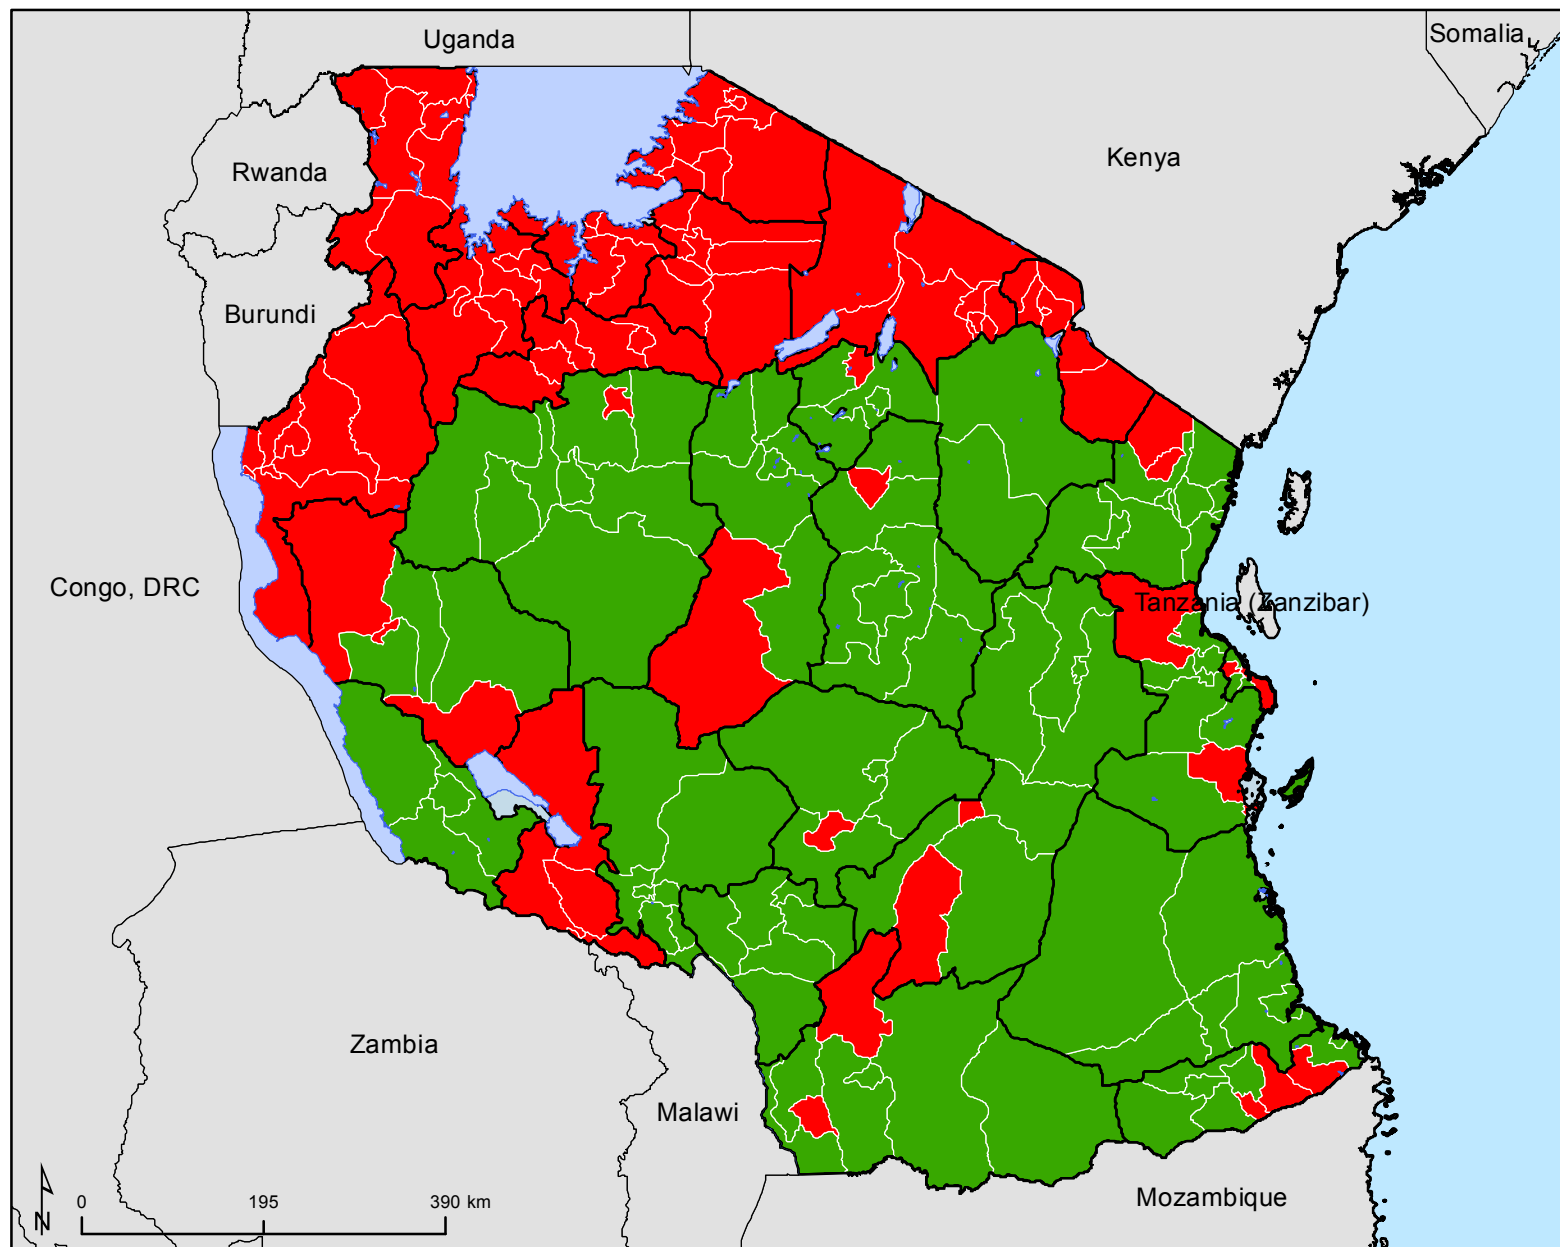 Uganda
Somalia
Kenya
Rwanda
Burundi
Congo, DRC
Tanzania (Zanzibar)
Zambia
Malawi
Mozambique
N
0 195 390 km